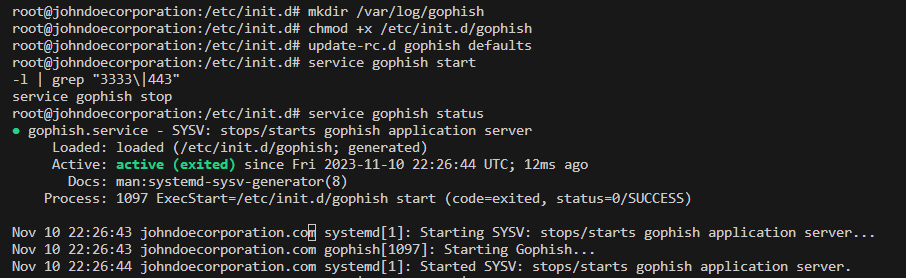 root@johndoecorporation:/etc/init.d# mkdir /var/log/gophish
root@johndoecorporation:/etc/init.d# chmod +x /etc/init.d/gophish
root@johndoecorporation:/etc/init.d# update-rc.d gophish defaults
root@johndoecorporation:/etc/init.d# service gophish start
-l | grep "3333\|443"
service gophish stop
root@johndoecorporation:/etc/init.d# service gophish status
● gophish.service - SYSV: stops/starts gophish application server
Loaded: loaded (/etc/init.d/gophish; generated)
Active: active (exited) since Fri 2023-11-10 22:26:44 UTC; 12ms ago
Docs: man:systemd-sysv-generator(8)
Process: 1097 ExecStart=/etc/init.d/gophish start (code=exited, status=0/SUCCESS)
Nov 10 22:26:43 johndoecorporation.com systemd[1]: Starting SYSV: stops/starts gophish application server...
Nov 10 22:26:43 johndoecorporation.com gophish[1097]: Starting Gophish...
Nov 10 22:26:44 johndoecorporation.com systemd[1]: Started SYSV: stops/starts gophish application server.